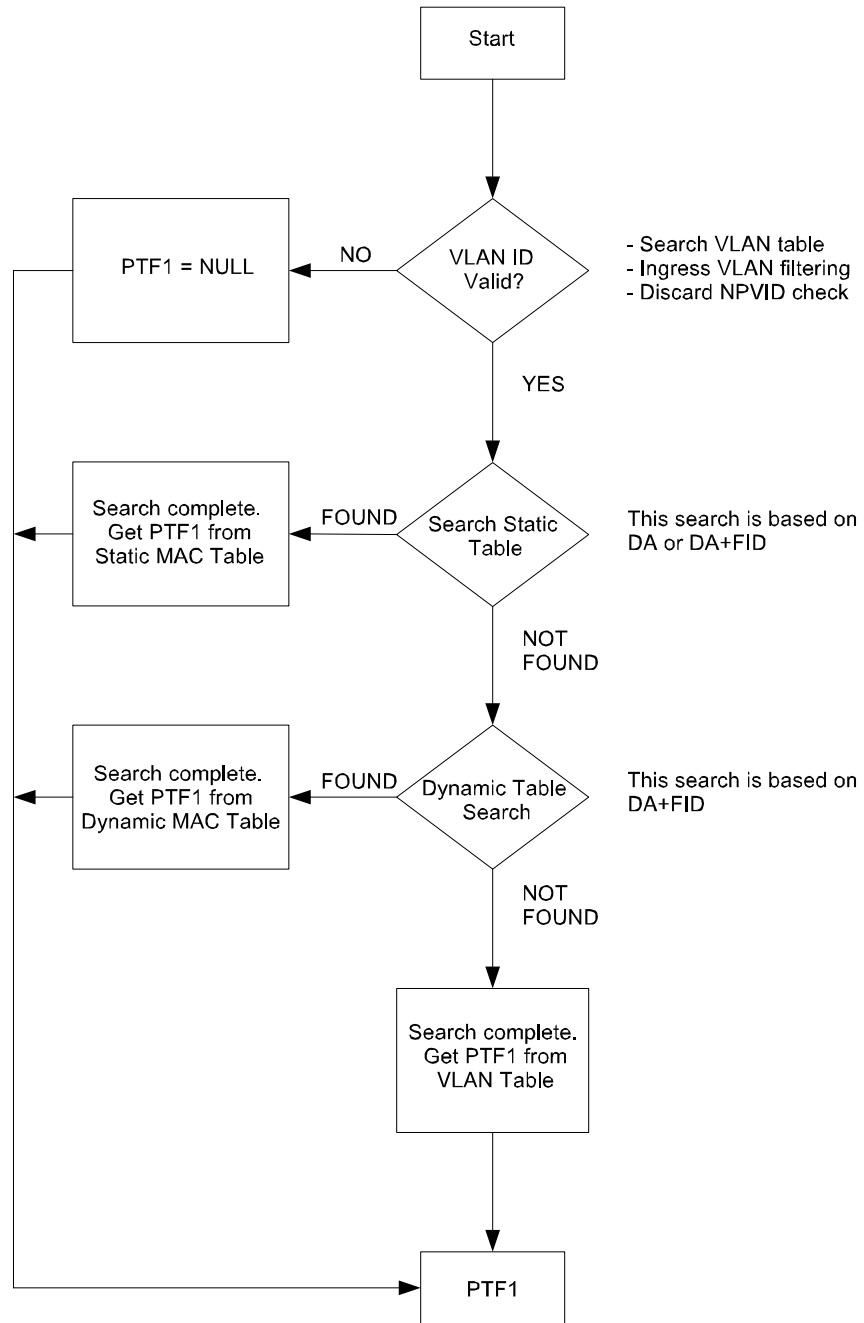 Start
VLAN ID
Valid?
NO
PTF1 = NULL
- Search VLAN table
- Ingress VLAN filtering
- Discard NPVID check
YES
Search Static
Table
FOUND
Search complete.
Get PTF1 from
Static MAC Table
This search is based on
DA or DA+FID
NOT
FOUND
Dynamic Table
Search
FOUND
Search complete.
Get PTF1 from
Dynamic MAC Table
This search is based on
DA+FID
NOT
FOUND
Search complete.
Get PTF1 from
VLAN Table
PTF1